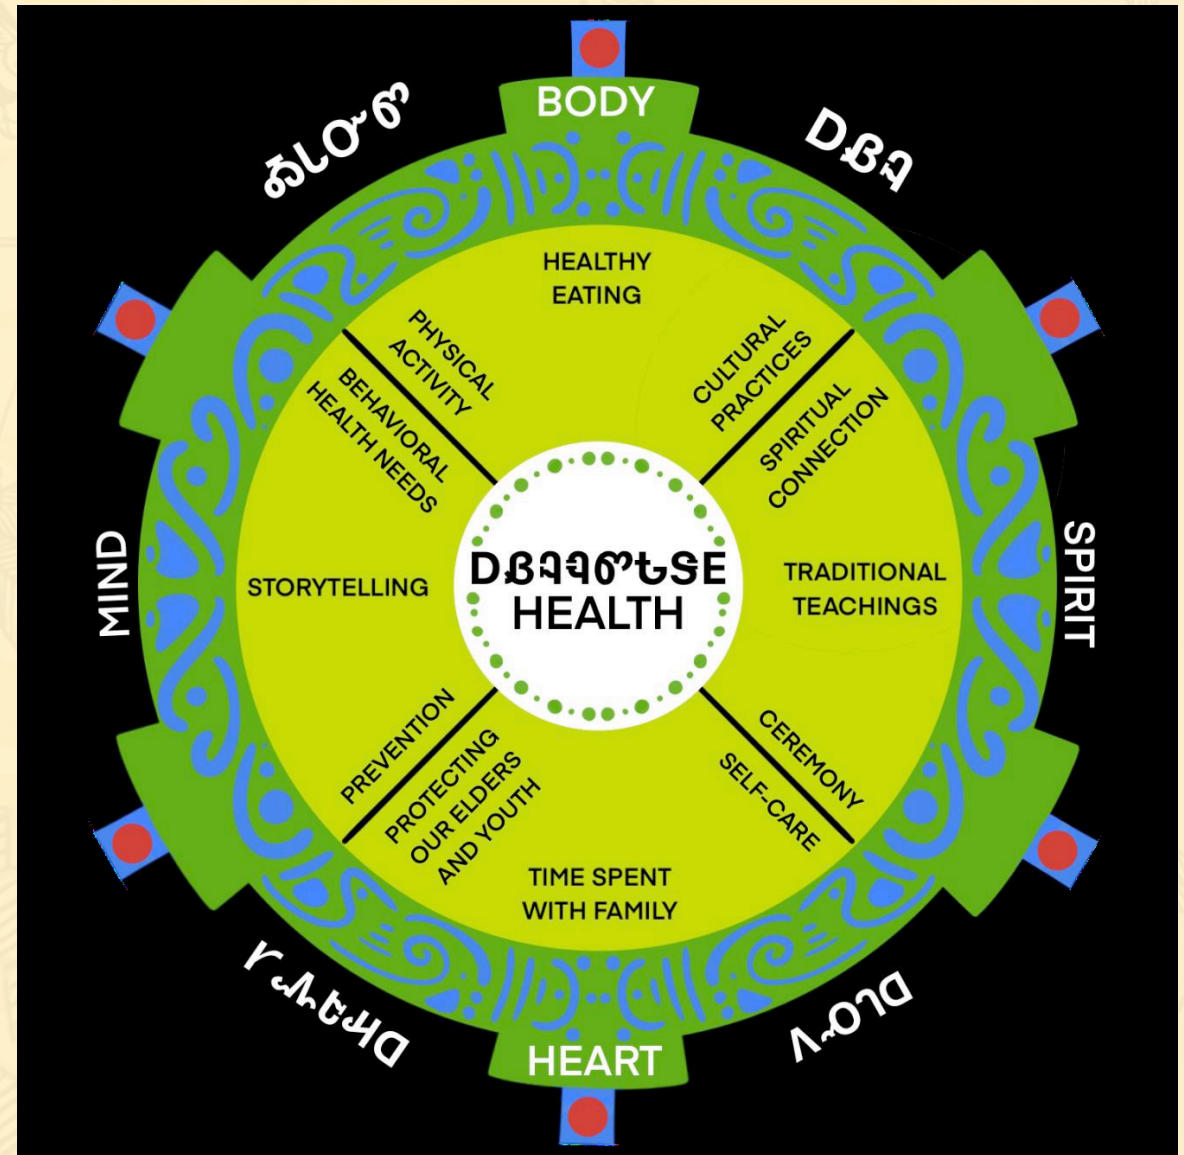 BODY
ᎣᏓᏅᏛ
ᎠᏰᎸ
HEALTHY
EATING
PHYSICAL
ACTIVITY
CULTURAL
PRACTICES
BEHAVIORAL
HEALTH NEEDS
SPIRITUAL
CONNECTION
MIND
STORYTELLING
HEALTH
TRADITIONAL
TEACHINGS
SPIRIT
PREVENTION
PROTECTING
OUR ELDERS
AND YOUTH
CEREMONY
SELF-CARE
TIME SPENT
WITH FAMILY
ᎠᏓᏅᏙ
HEART